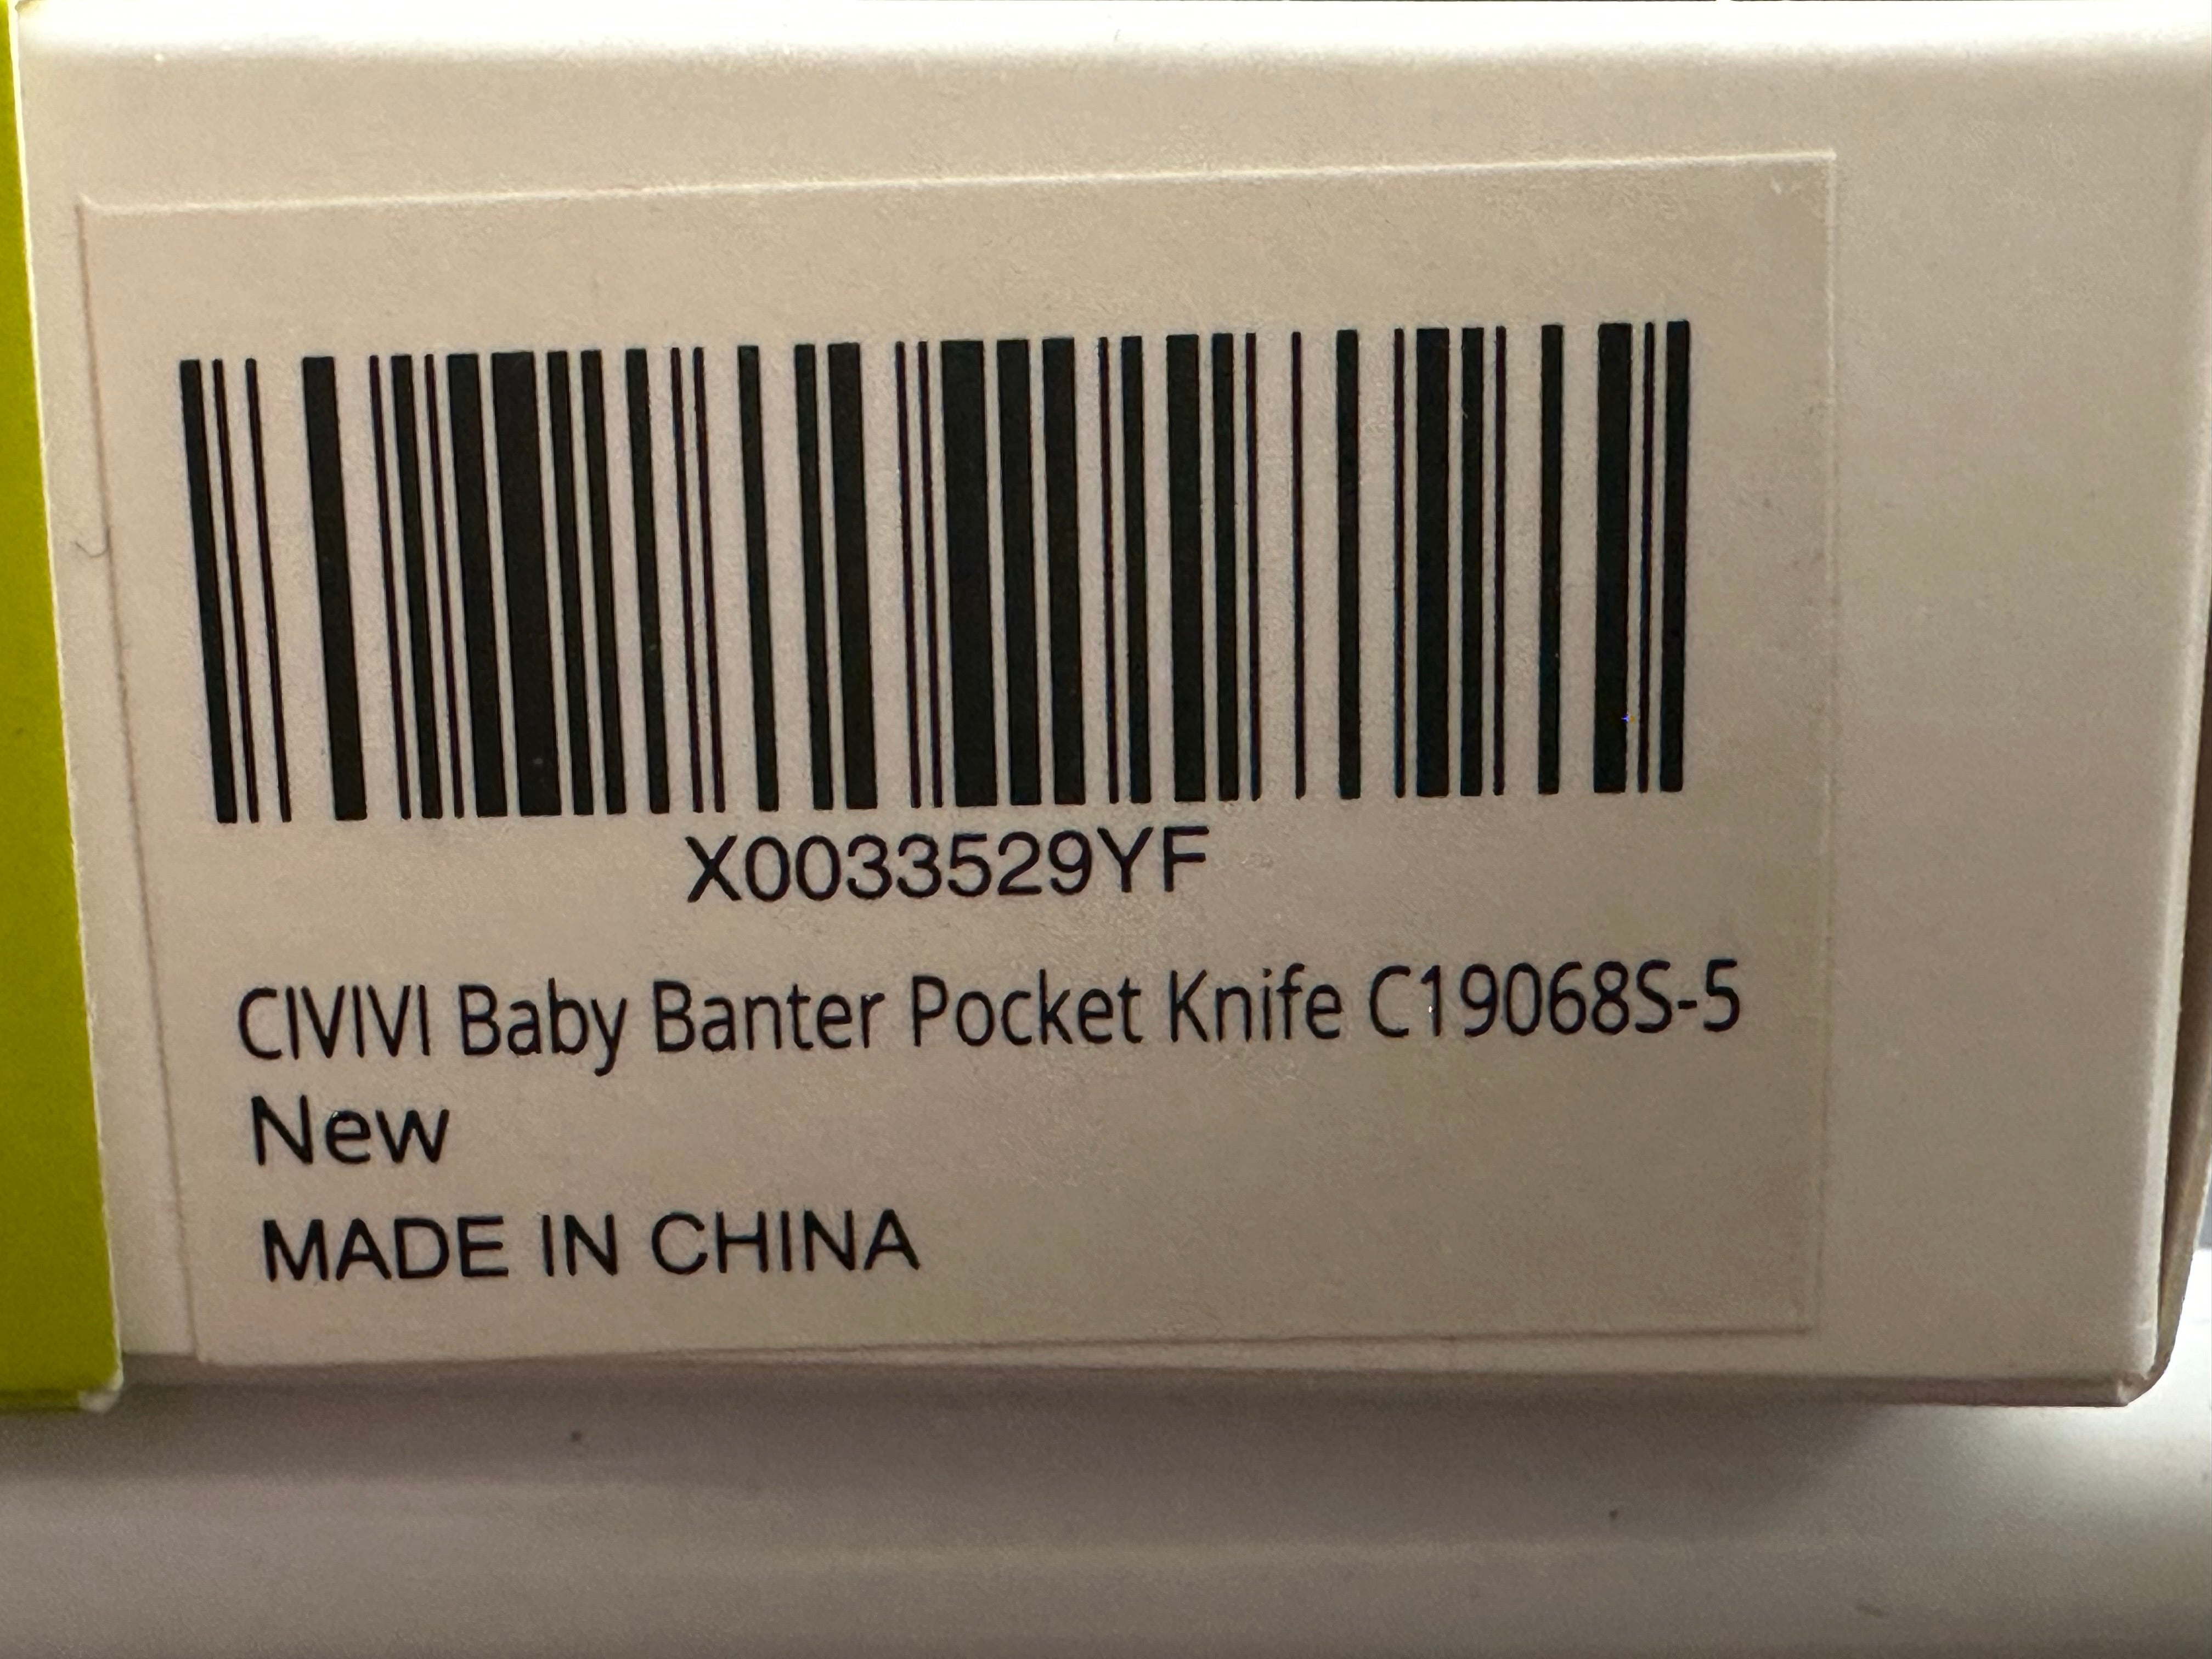 X0033529YF
CIVIVI Baby Banter Pocket Knife C19068S-5
New
MADE IN CHINA